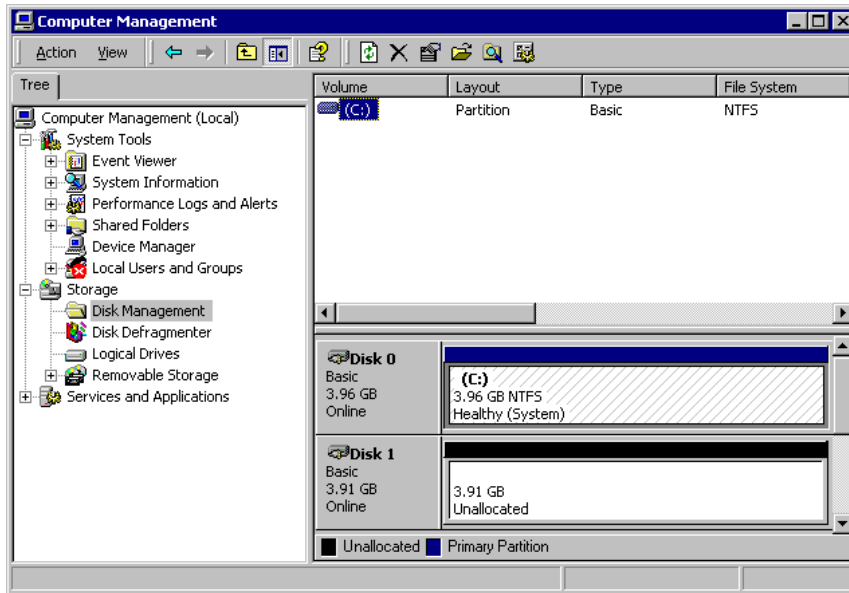 Computer Management
Action View
Tree
Computer Management (Local)
System Tools
Event Viewer
System Information
Performance Logs and Alerts
Shared Folders
Device Manager
Local Users and Groups
Storage
Disk Management
Disk Defragmenter
Logical Drives
Removable Storage
Services and Applications
Volume Layout Type File System
(C:) Partition Basic NTFS
Disk 0
Basic
3.96 GB
Online
(C:)
3.96 GB NTFS
Healthy (System)
Disk 1
Basic
3.91 GB
Online
3.91 GB
Unallocated
Unallocated Primary Partition